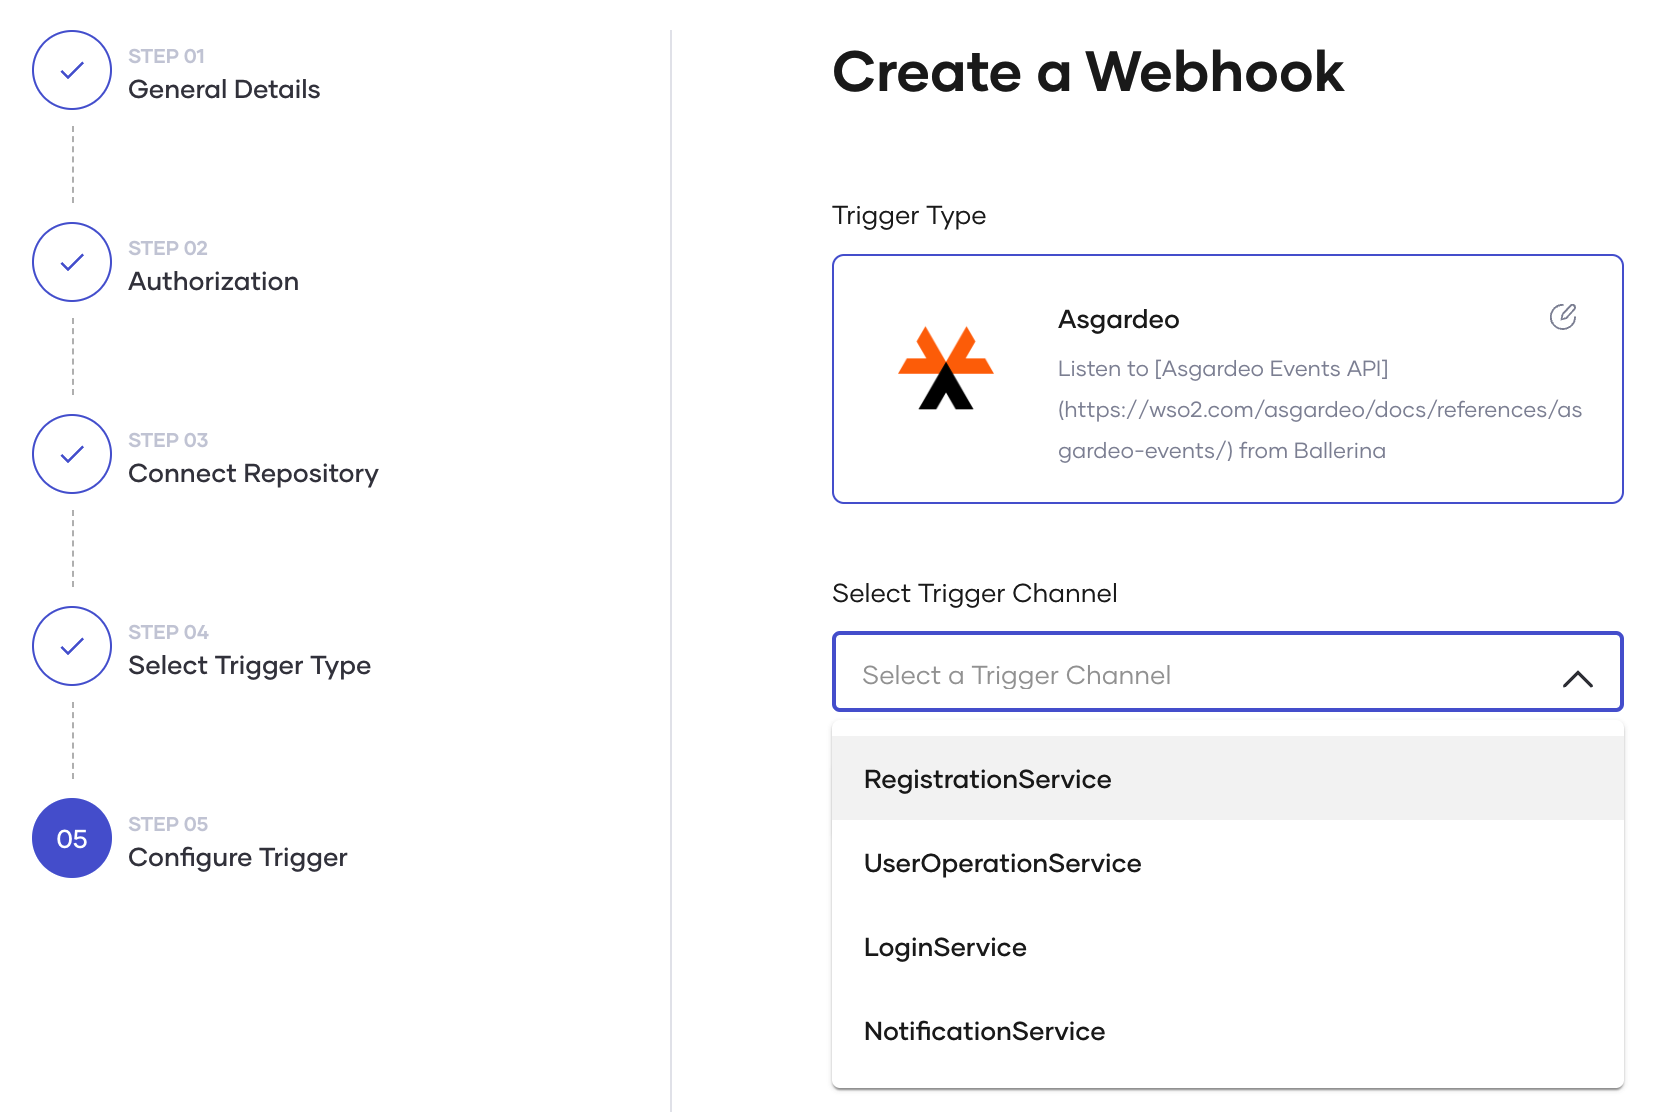 STEP 01
General Details
STEP 02
Authorization
STEP 03
Connect Repository
STEP 04
Select Trigger Type
05
STEP 05
Configure Trigger
Create a Webhook
Trigger Type
Asgardeo
Listen to [Asgardeo Events API]
(https://wso2.com/asgardeo/docs/references/as
gardeo-events/) from Ballerina
Select Trigger Channel
Select a Trigger Channel
RegistrationService
UserOperationService
LoginService
NotificationService